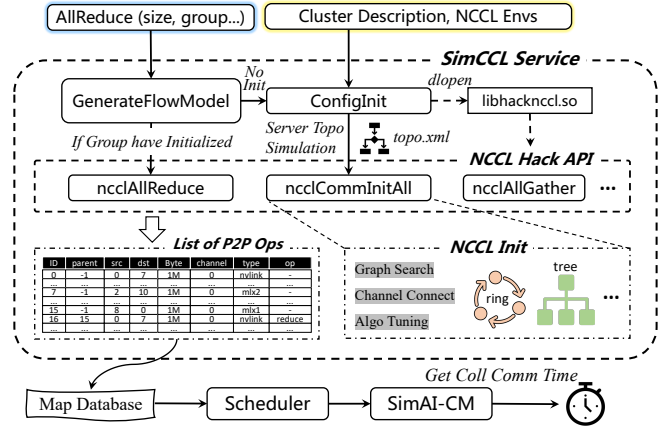 AllReduce (size, group...)
Cluster Description, NCCL Envs
SimCCL Service
GenerateFlowModel
No
Init
ConfigInit
dlopen
libhacknccl.so
If Group have Initialized
Server Topo
Simulation
topo.xml
NCCL Hack API
ncclAllReduce
ncclCommInitAll
ncclAllGather
...
List of P2P Ops
ID parent src dst Byte channel type op
0 -1 0 7 1M 0 nvlink -
... ... ... ... ... ... ... ...
7 -1 2 10 1M 0 mlx2 -
... ... ... ... ... ... ... ...
15 -1 8 0 1M 0 mlx1 -
16 15 0 7 1M 0 nvlink reduce
... ... ... ... ... ... ... ...
NCCL Init
Graph Search
Channel Connect
Algo Tuning
ring
tree
...
Get Coll Comm Time
Map Database
Scheduler
SimAI-CM